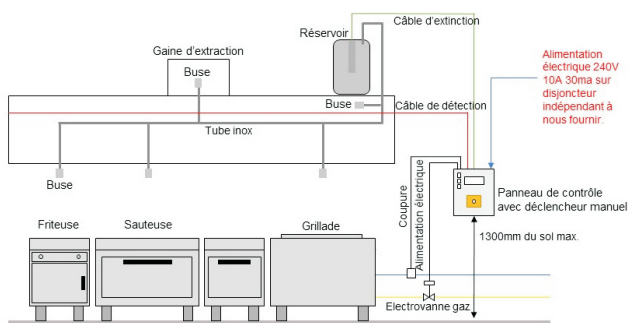 Câble d'extinction
Réservoir
Gaine d'extraction
Buse
Buse
Câble de détection
Tube inox
Buse
Alimentation
électrique 240V
10A 30ma sur
disjoncteur
indépendant à
nous fournir.
Panneau de contrôle
avec déclencheur manuel
Coupure
Alimentation électrique
1300mm du sol max.
Friteuse
Sauteuse
Grillade
Electrovanne gaz